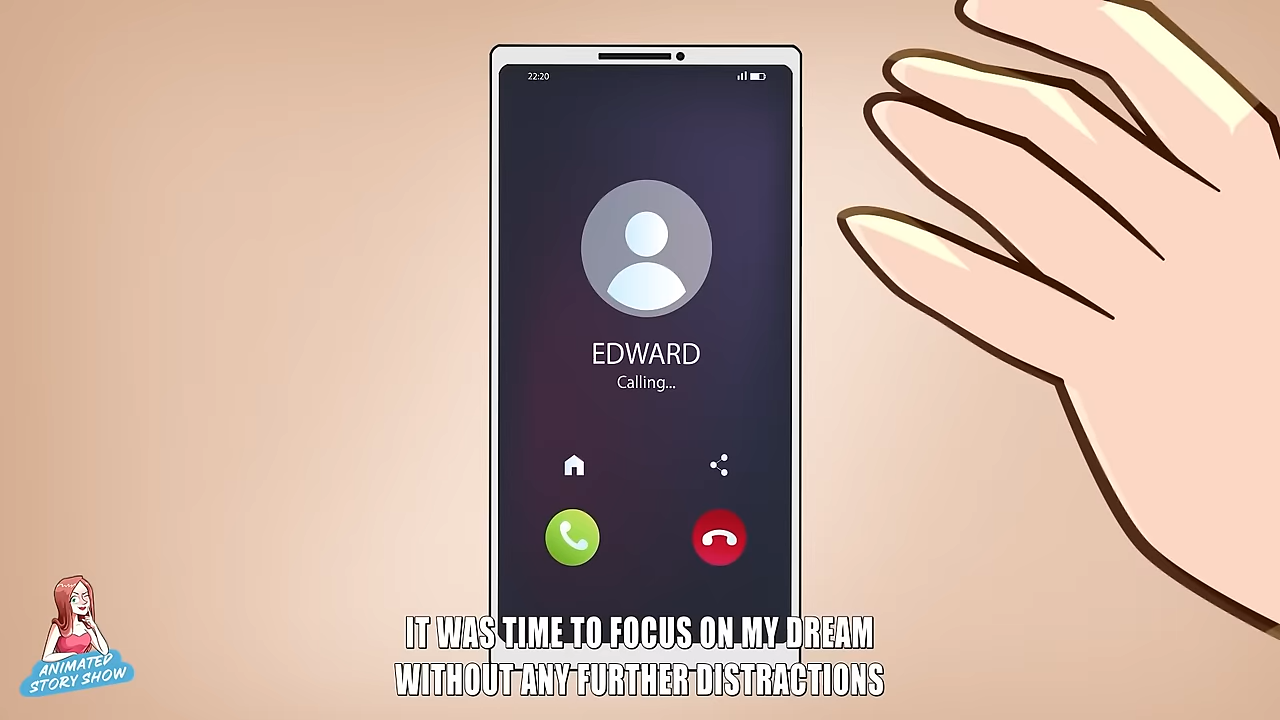 22:20
EDWARD
Calling...
IT WAS TIME TO FOCUS ON MY DREAM
WITHOUT ANY FURTHER DISTRACTIONS
ANIMATED
STORY SHOW